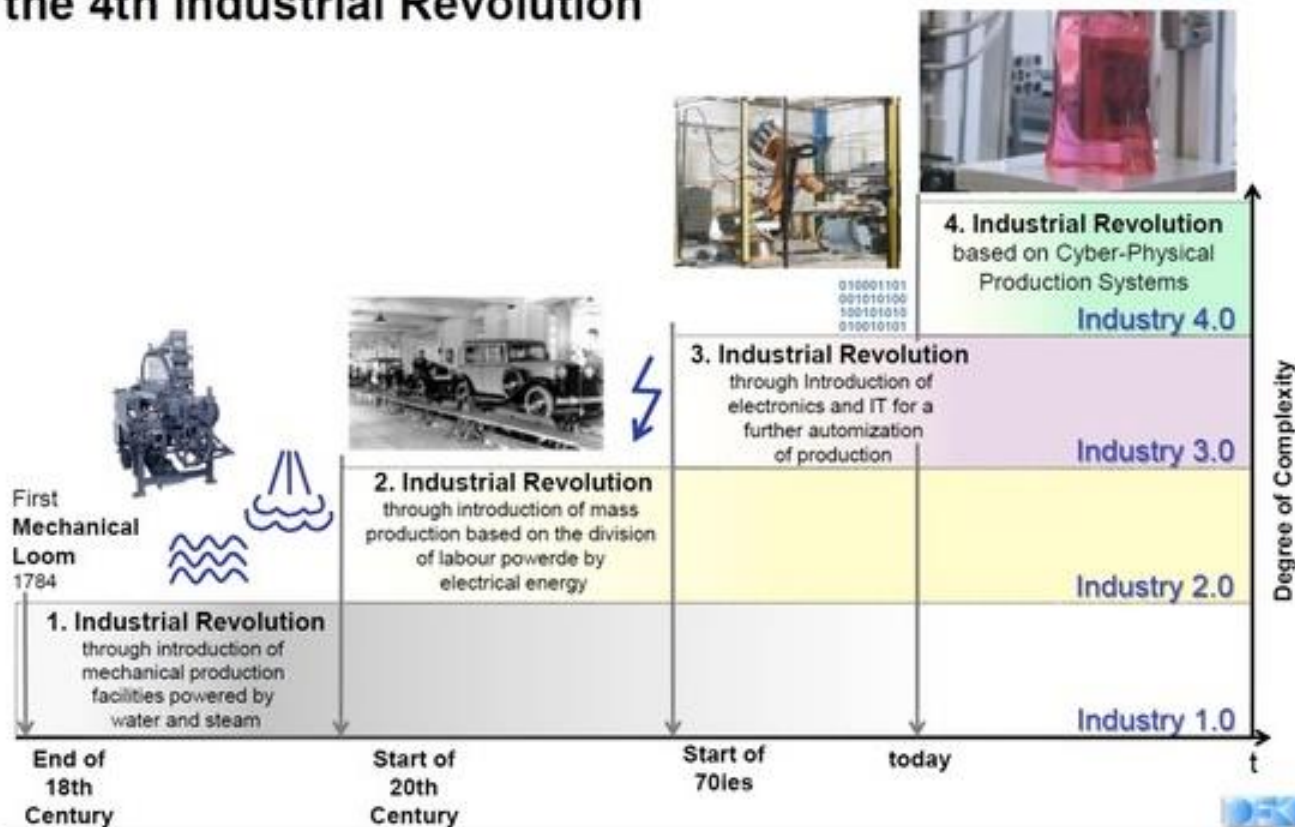 the 4th Industrial Revolution
010001101
001010100
100101010
010010101
4. Industrial Revolution
based on Cyber-Physical
Production Systems
Industry 4.0
3. Industrial Revolution
through Introduction of
electronics and IT for a
further automization
of production
Industry 3.0
2. Industrial Revolution
through introduction of mass
production based on the division
of labour powerde by
electrical energy
Industry 2.0
First
Mechanical
Loom
1784
1. Industrial Revolution
through introduction of
mechanical production
facilities powered by
water and steam
Industry 1.0
Degree of Complexity
End of
18th
Century
Start of
20th
Century
Start of
70ies
today
t